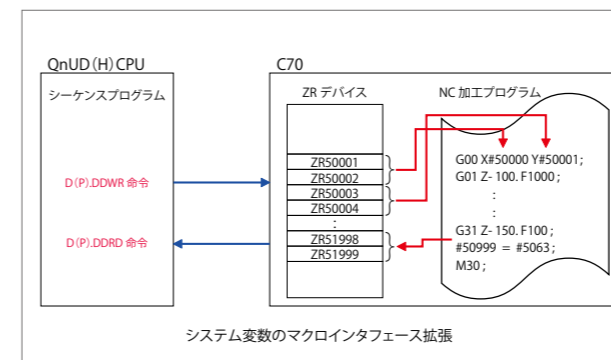 QnUD(H)CPU
シーケンスプログラム
D(P).DDWR 命令
D(P).DDRD 命令
C70
ZR デバイス
ZR50001
ZR50002
ZR50003
ZR50004
:
ZR51998
ZR51999
NC 加工プログラム
G00 X#50000 Y#50001;
G01 Z- 100. F1000 ;
:
:
G31 Z- 150. F100 ;
#50999 = #5063;
M30 ;
システム変数のマクロインタフェース拡張